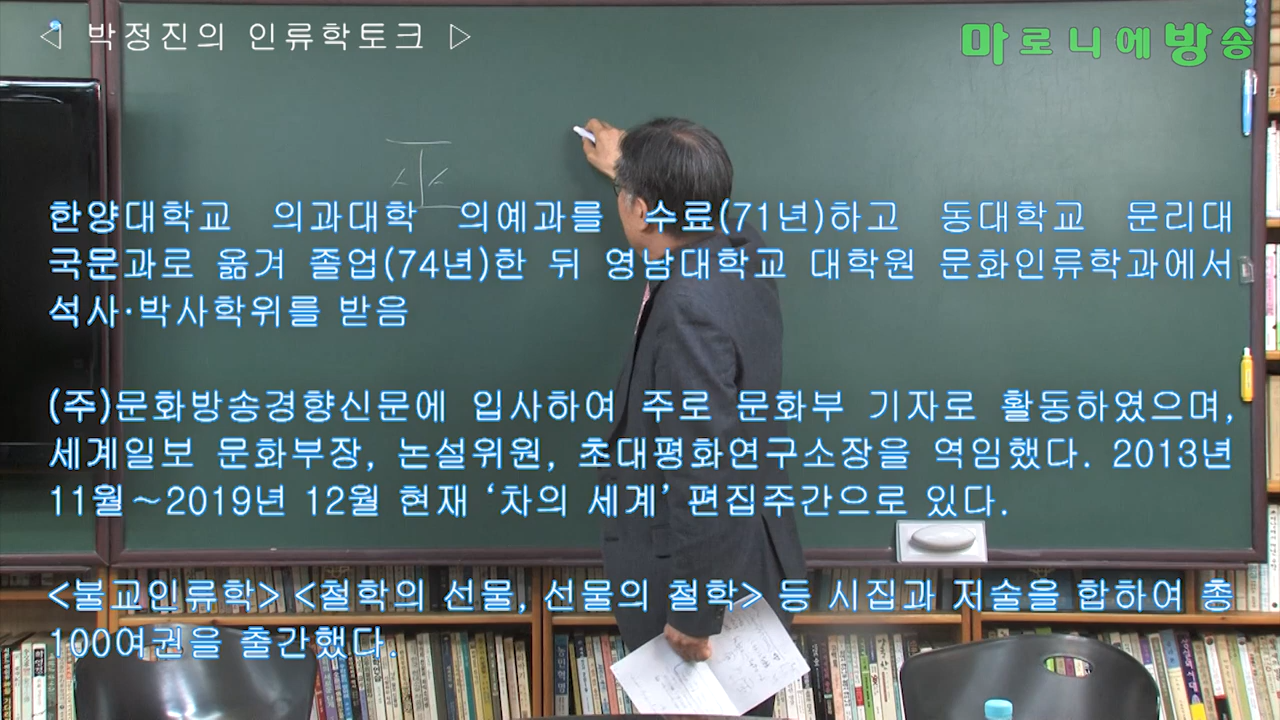 ◁ 박정진의 인류학토크 ▷
마로니에방송
巫
한양대학교 의과대학 의예과를 수료(71년)하고 동대학교 문리대
국문과로 옮겨 졸업(74년)한 뒤 영남대학교 대학원 문화인류학과에서
석사·박사학위를 받음
(주)문화방송경향신문에 입사하여 주로 문화부 기자로 활동하였으며,
세계일보 문화부장, 논설위원, 초대평화연구소장을 역임했다. 2013년
11월~2019년 12월 현재 ‘차의 세계’ 편집주간으로 있다.
<불교인류학> <철학의 선물, 선물의 철학> 등 시집과 저술을 합하여 총
100여권을 출간했다.